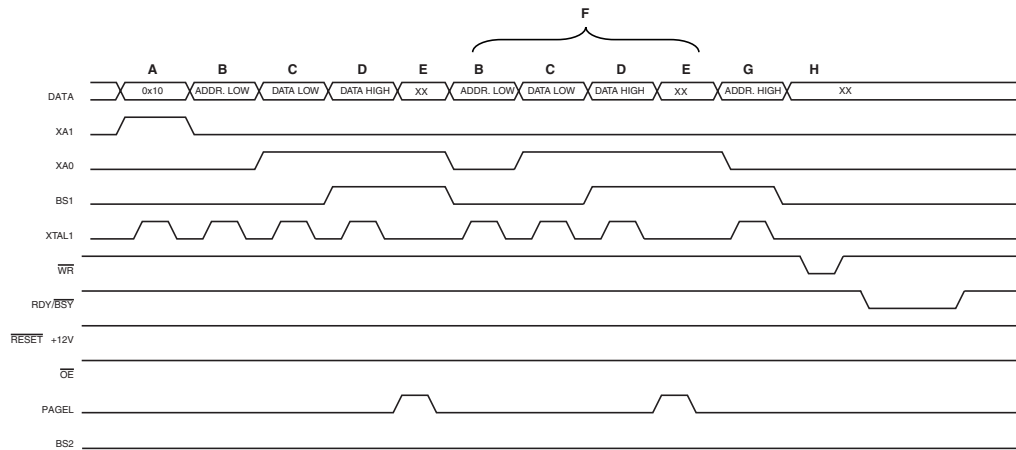 F
A B C D E B C D E G H
DATA 0x10 ADDR. LOW DATA LOW DATA HIGH XX ADDR. LOW DATA LOW DATA HIGH XX ADDR. HIGH XX
XA1
XA0
BS1
XTAL1
WR
RDY/BSY
RESET +12V
OE
PAGEL
BS2